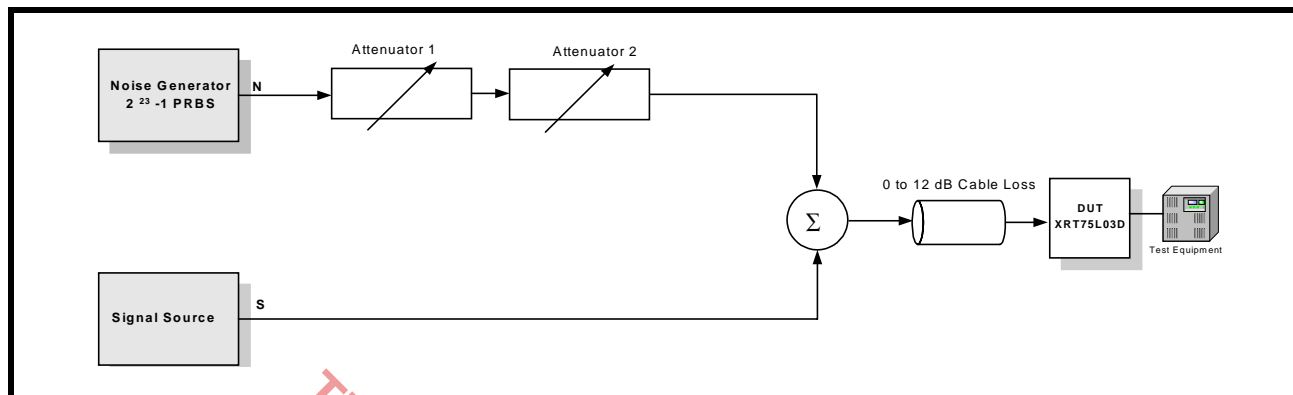 Attenuator 1
Attenuator 2
Noise Generator
2 23 -1 PRBS
N
0 to 12 dB Cable Loss
Σ
DUT
XRT75L03D
Test Equipment
Signal Source
S